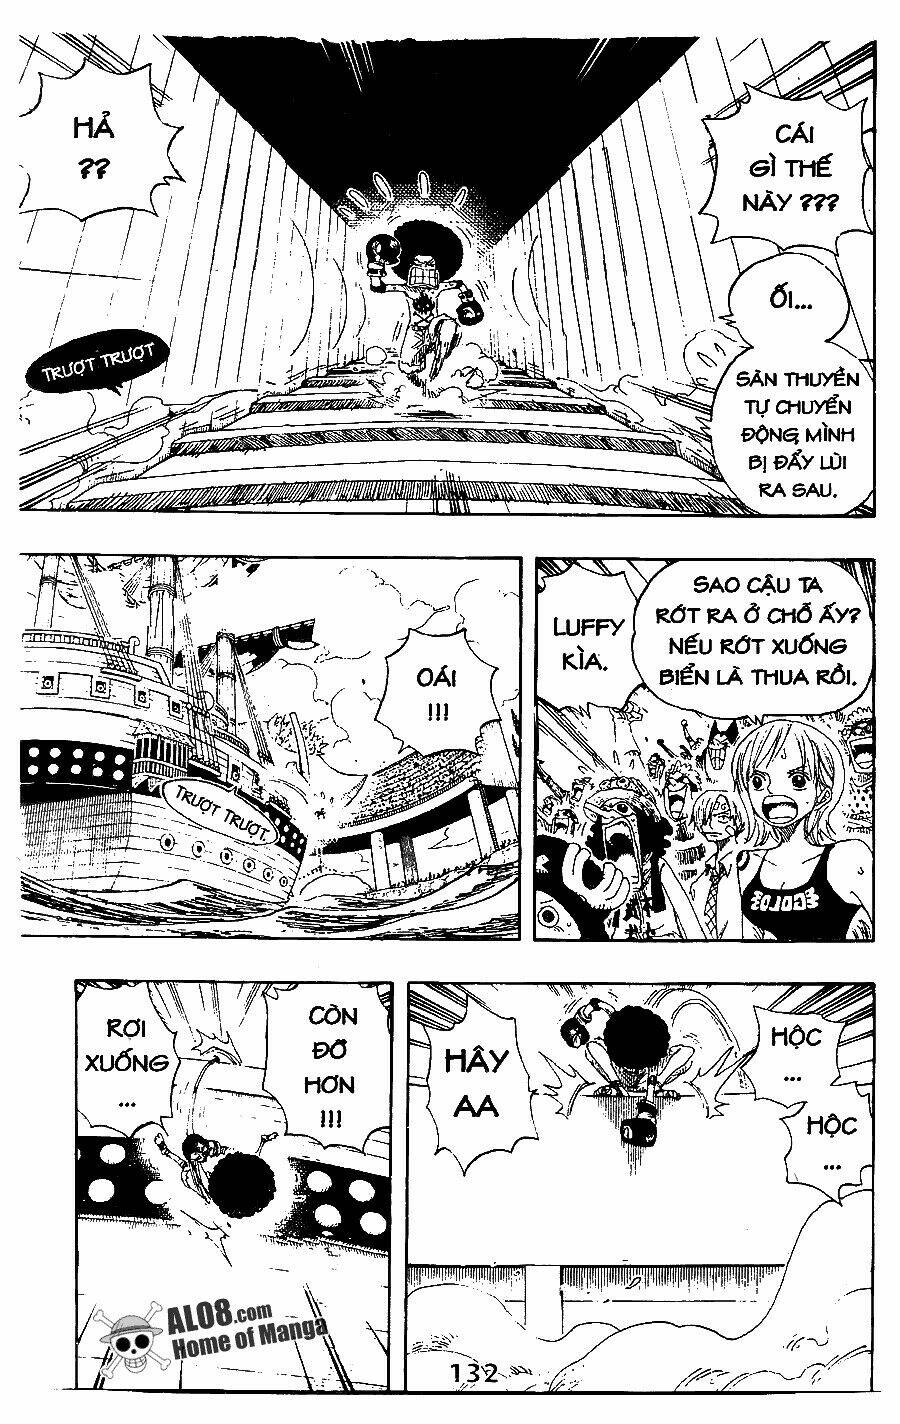 CÁI
GÌ THẾ
NÀY ???
ỐI...
SÀN THUYỀN
TỰ CHUYỂN
ĐỘNG, MÌNH
BỊ ĐẨY LÙI
RA SAU.
HẢ
??
TRƯỢT TRƯỢT
SAO CẬU TA
RỚT RA Ở CHỖ ẤY?
NẾU RỚT XUỐNG
BIỂN LÀ THUA RỒI.
LUFFY
KÌA.
OÁI
!!!
TRƯỢT TRƯỢT
HỘC
...
HỘC
...
HÂY
AA
CÒN
ĐỠ
HƠN
!!!
RƠI
XUỐNG
...
ALO8.com
Home of Manga
132